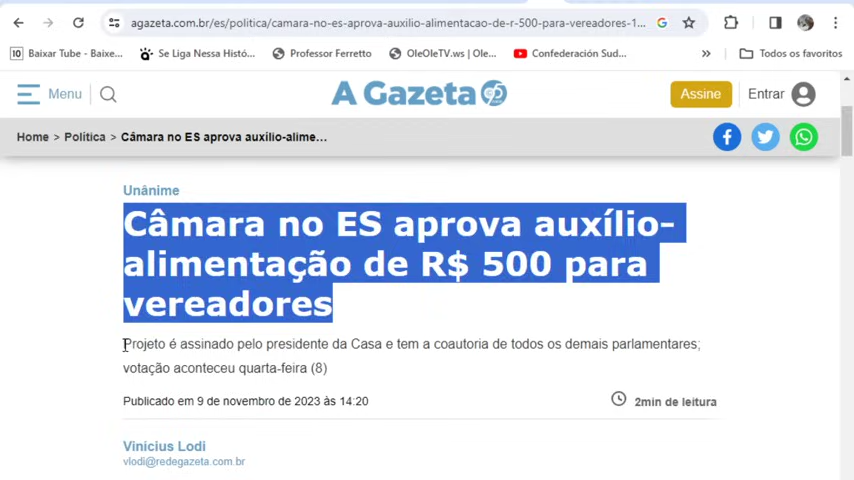 agazeta.com.br/es/politica/camara-no-es-aprova-auxilio-alimentacao-de-r-500-para-vereadores-1...
Baixar Tube - Baixe...
Se Liga Nessa Histó...
Professor Ferretto
OleOleTV.ws | Ole...
Confederación Sud...
»
Todos os favoritos
Menu
A Gazeta 95
Assine
Entrar
Home > Política > Câmara no ES aprova auxílio-alime...
Unânime
Câmara no ES aprova auxílio-
alimentação de R$ 500 para
vereadores
Projeto é assinado pelo presidente da Casa e tem a coautoria de todos os demais parlamentares;
votação aconteceu quarta-feira (8)
Publicado em 9 de novembro de 2023 às 14:20
2min de leitura
Vinicius Lodi
vlodi@redegazeta.com.br